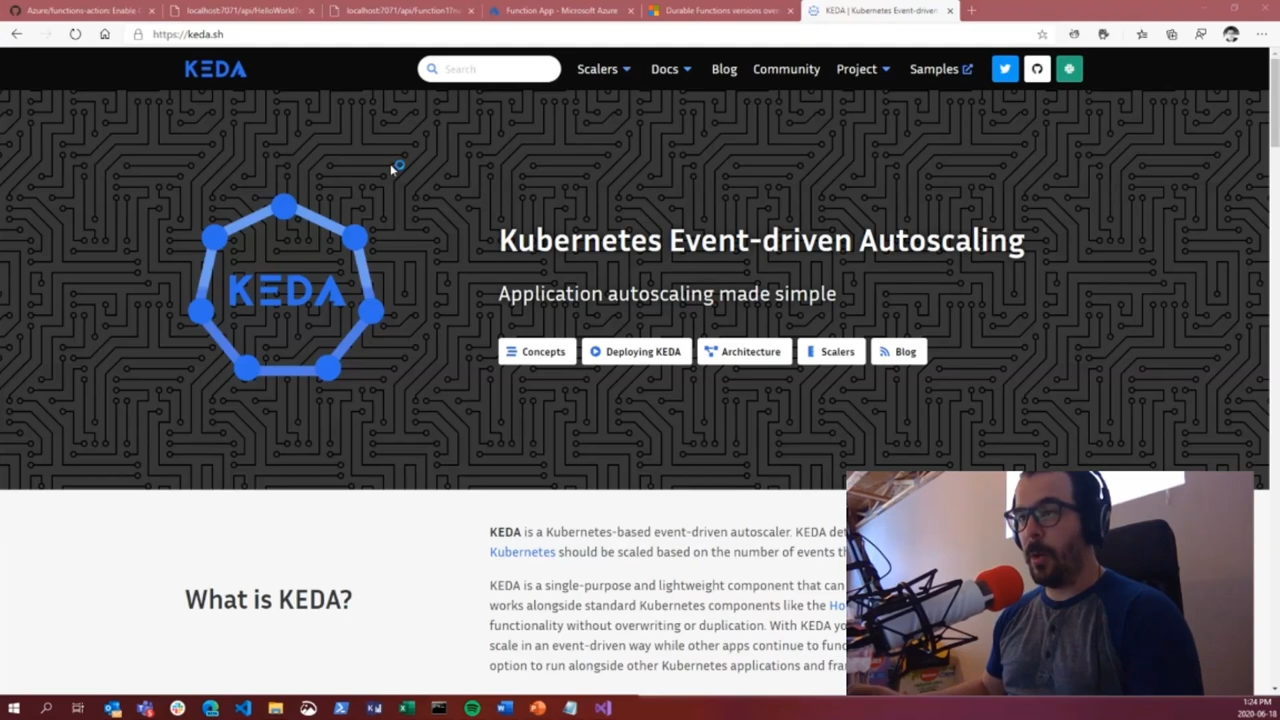 Azure/functions-action: Enable
localhost:7071/api/HelloWorld?
localhost:7071/api/Function1?n
Function App - Microsoft Azure
Durable Functions versions over
KEDA | Kubernetes Event-driven
https://keda.sh
KEDA
Search
Scalers
Docs
Blog
Community
Project
Samples
KEDA
Kubernetes Event-driven Autoscaling
Application autoscaling made simple
Concepts
Deploying KEDA
Architecture
Scalers
Blog
What is KEDA?
KEDA is a Kubernetes-based event-driven autoscaler. KEDA de
Kubernetes should be scaled based on the number of events th
KEDA is a single-purpose and lightweight component that can
works alongside standard Kubernetes components like the Ho
functionality without overwriting or duplication. With KEDA yo
scale in an event-driven way while other apps continue to func
option to run alongside other Kubernetes applications and fra
1:24 PM
2020-06-18